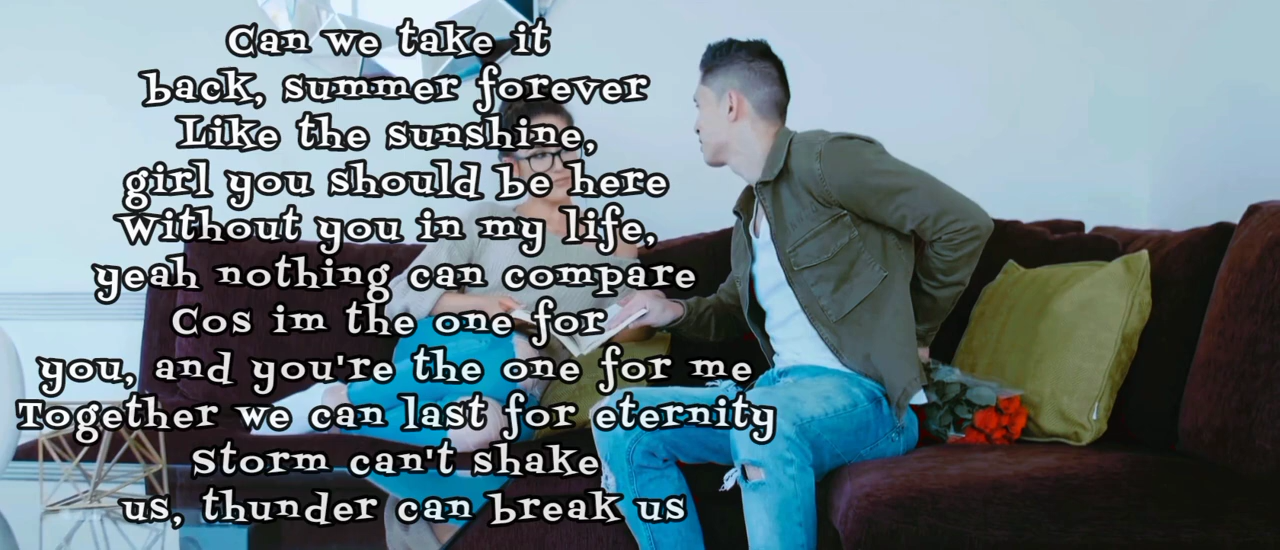 Can we take it
back, summer forever
Like the sunshine,
girl you should be here
Without you in my life,
yeah nothing can compare
Cos im the one for
you, and you're the one for me
Together we can last for eternity
Storm can't shake
us, thunder can break us